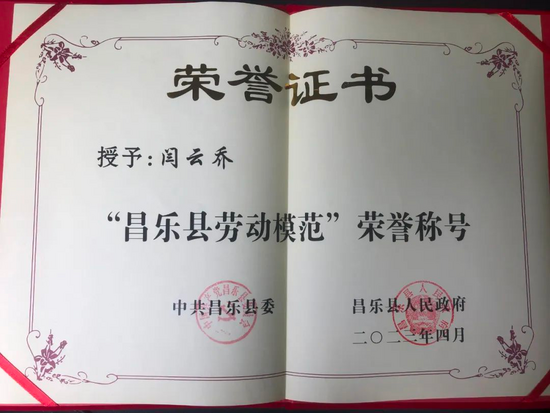 荣誉证书
授予：闫云乔
“昌乐县劳动模范”荣誉称号
中共昌乐县委 昌乐县人民政府
二〇二三年四月